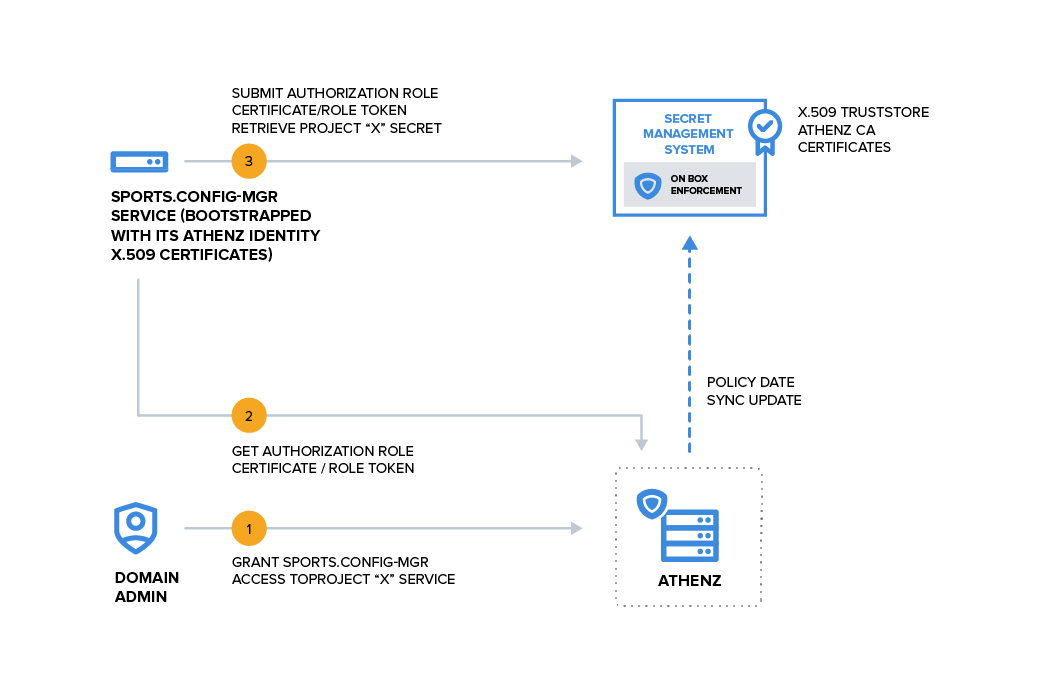 SUBMIT AUTHORIZATION ROLE
CERTIFICATE/ROLE TOKEN
RETRIEVE PROJECT “X” SECRET
3
SPORTS.CONFIG-MGR
SERVICE (BOOTSTRAPPED
WITH ITS ATHENZ IDENTITY
X.509 CERTIFICATES)
SECRET
MANAGEMENT
SYSTEM
ON BOX
ENFORCEMENT
X.509 TRUSTSTORE
ATHENZ CA
CERTIFICATES
POLICY DATE
SYNC UPDATE
2
GET AUTHORIZATION ROLE
CERTIFICATE / ROLE TOKEN
1
GRANT SPORTS.CONFIG-MGR
ACCESS TOPROJECT “X” SERVICE
DOMAIN
ADMIN
ATHENZ